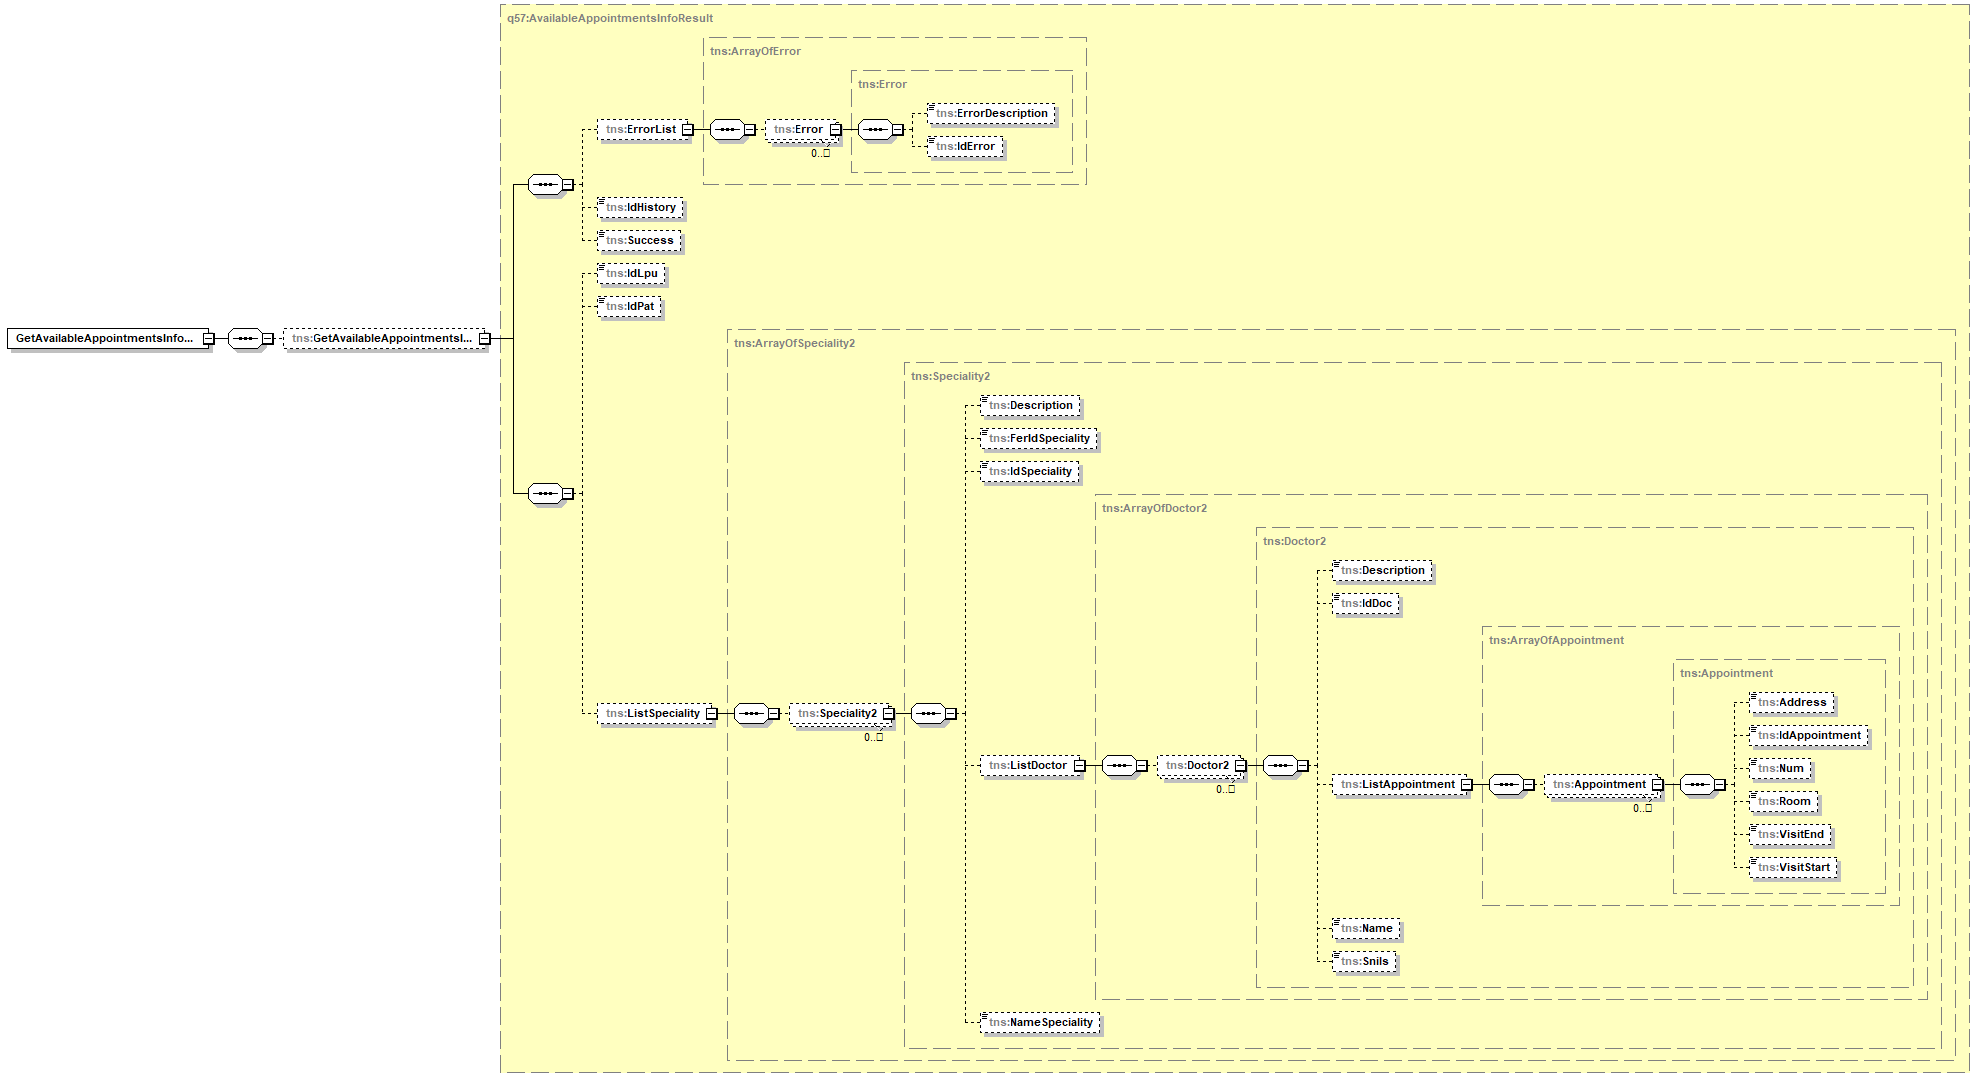 q57:AvailableAppointmentsInfoResult
tns:ArrayOfError
tns:Error
tns:ErrorDescription
tns:ErrorList
tns:Error
0..□
tns:IdError
tns:IdHistory
tns:Success
tns:IdLpu
tns:IdPat
GetAvailableAppointmentsInfo...
tns:GetAvailableAppointmentsI...
tns:ArrayOfSpeciality2
tns:Speciality2
tns:Description
tns:FerIdSpeciality
tns:IdSpeciality
tns:ArrayOfDoctor2
tns:Doctor2
tns:Description
tns:IdDoc
tns:ArrayOfAppointment
tns:Appointment
tns:Address
tns:ListSpeciality
tns:Speciality2
0..□
tns:IdAppointment
tns:ListDoctor
tns:Doctor2
0..□
tns:Num
tns:ListAppointment
tns:Appointment
0..□
tns:Room
tns:VisitEnd
tns:VisitStart
tns:Name
tns:Snils
tns:NameSpeciality